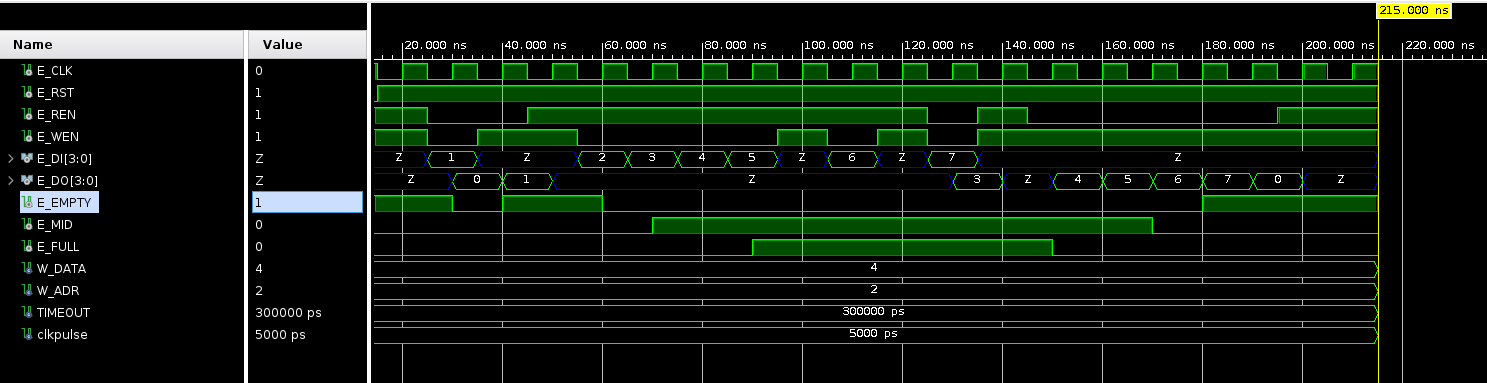 215.000 ns
Name Value 20.000 ns 40.000 ns 60.000 ns 80.000 ns 100.000 ns 120.000 ns 140.000 ns 160.000 ns 180.000 ns 200.000 ns 220.000 ns
E_CLK 0
E_RST 1
E_REN 1
E_WEN 1
E_DI[3:0] Z Z 1 Z 2 3 4 5 Z 6 Z 7 Z
E_DO[3:0] Z Z 0 1 Z 3 Z 4 5 6 7 0 Z
E_EMPTY 1
E_MID 0
E_FULL 0
W_DATA 4 4
W_ADR 2 2
TIMEOUT 300000 ps 300000 ps
clkpulse 5000 ps 5000 ps